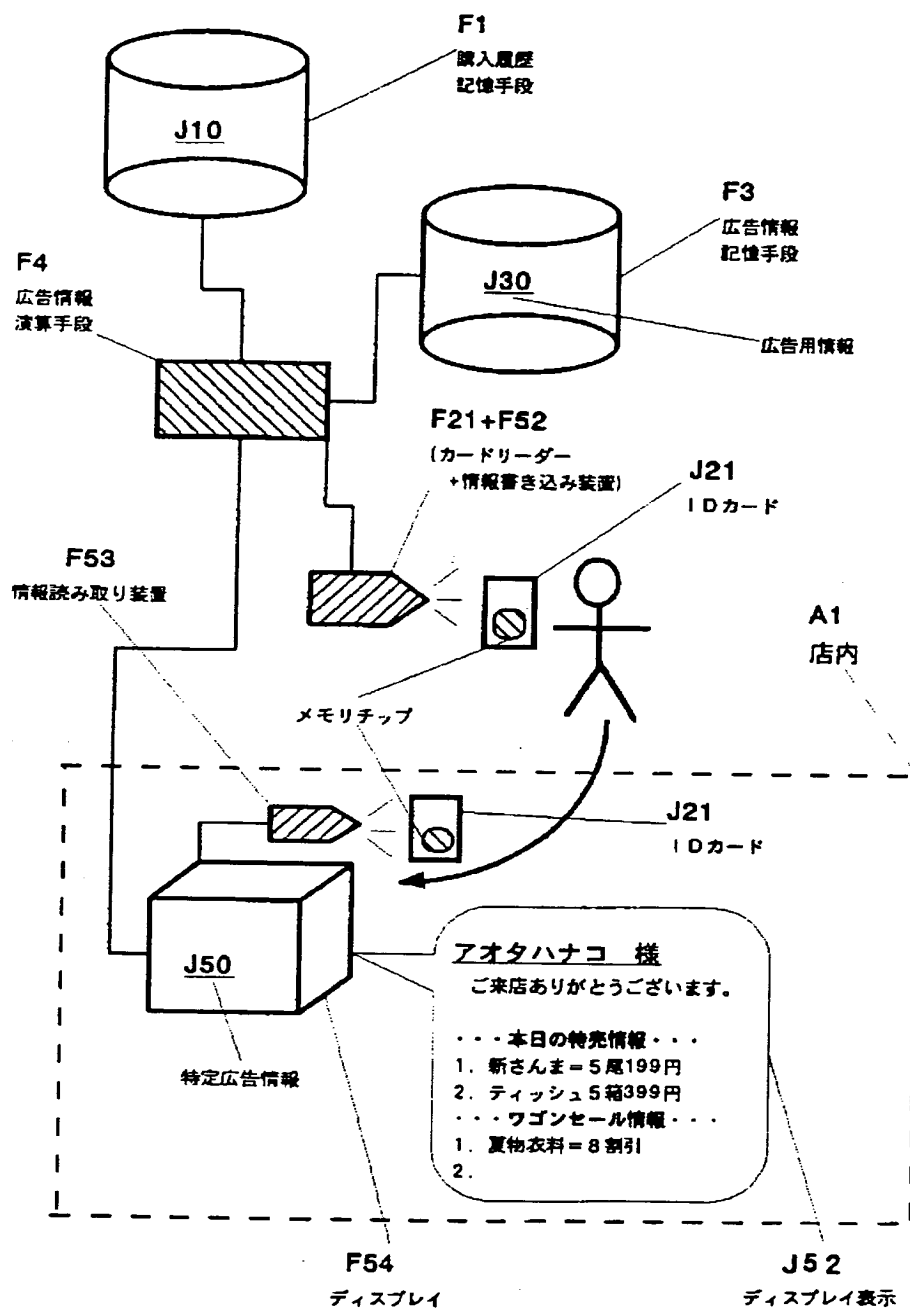 F1
購入履歴
記憶手段
J10
F3
広告情報
記憶手段
F4
広告情報
演算手段
J30
広告用情報
F21+F52
(カードリーダー
+情報書き込み装置)
J21
IDカード
F53
情報読み取り装置
A1
店内
メモリチップ
J21
IDカード
アオタハナコ 様
ご来店ありがとうございます。
・・・本日の特売情報・・・
1. 新さんま=5尾199円
2. ティッシュ5箱399円
・・・ワゴンセール情報・・・
1. 夏物衣料=8割引
2.
J50
特定広告情報
F54
ディスプレイ
J52
ディスプレイ表示